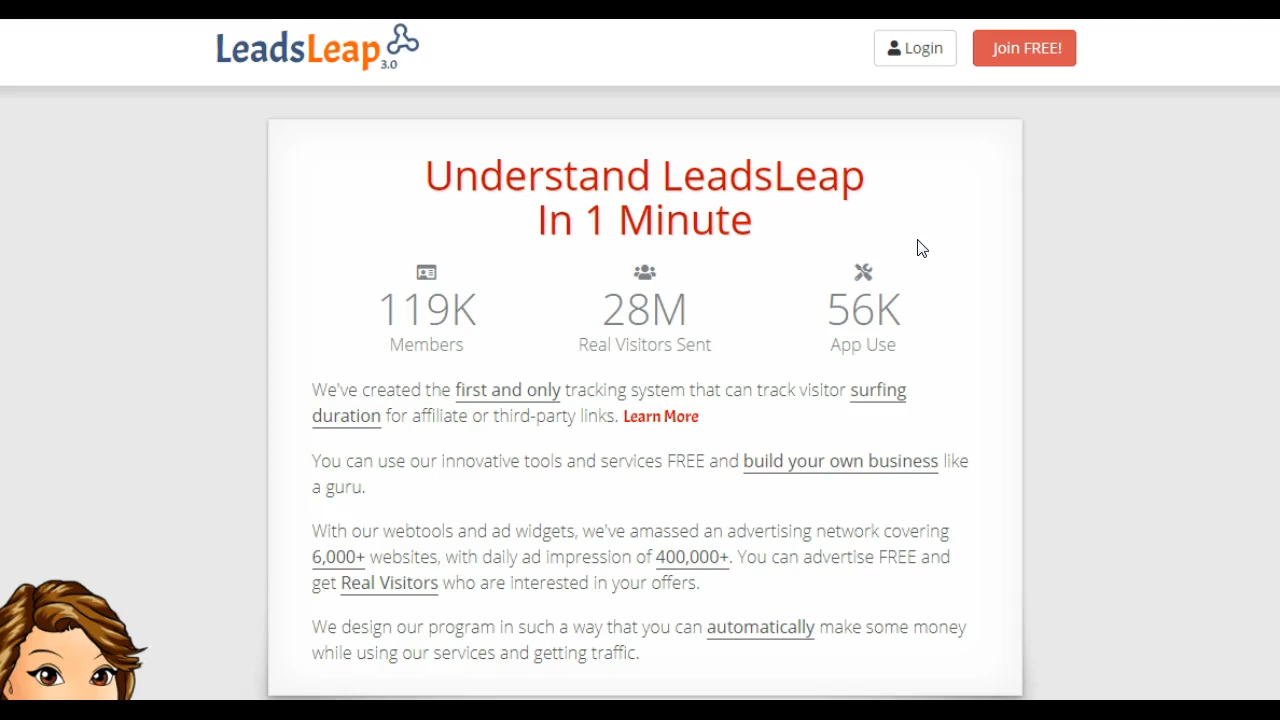 LeadsLeap 3.0
Login
Join FREE!
Understand LeadsLeap
In 1 Minute
119K
28M
56K
Members
Real Visitors Sent
App Use
We've created the first and only tracking system that can track visitor surfing
duration for affiliate or third-party links. Learn More
You can use our innovative tools and services FREE and build your own business like
a guru.
With our webtools and ad widgets, we've amassed an advertising network covering
6,000+ websites, with daily ad impression of 400,000+. You can advertise FREE and
get Real Visitors who are interested in your offers.
We design our program in such a way that you can automatically make some money
while using our services and getting traffic.